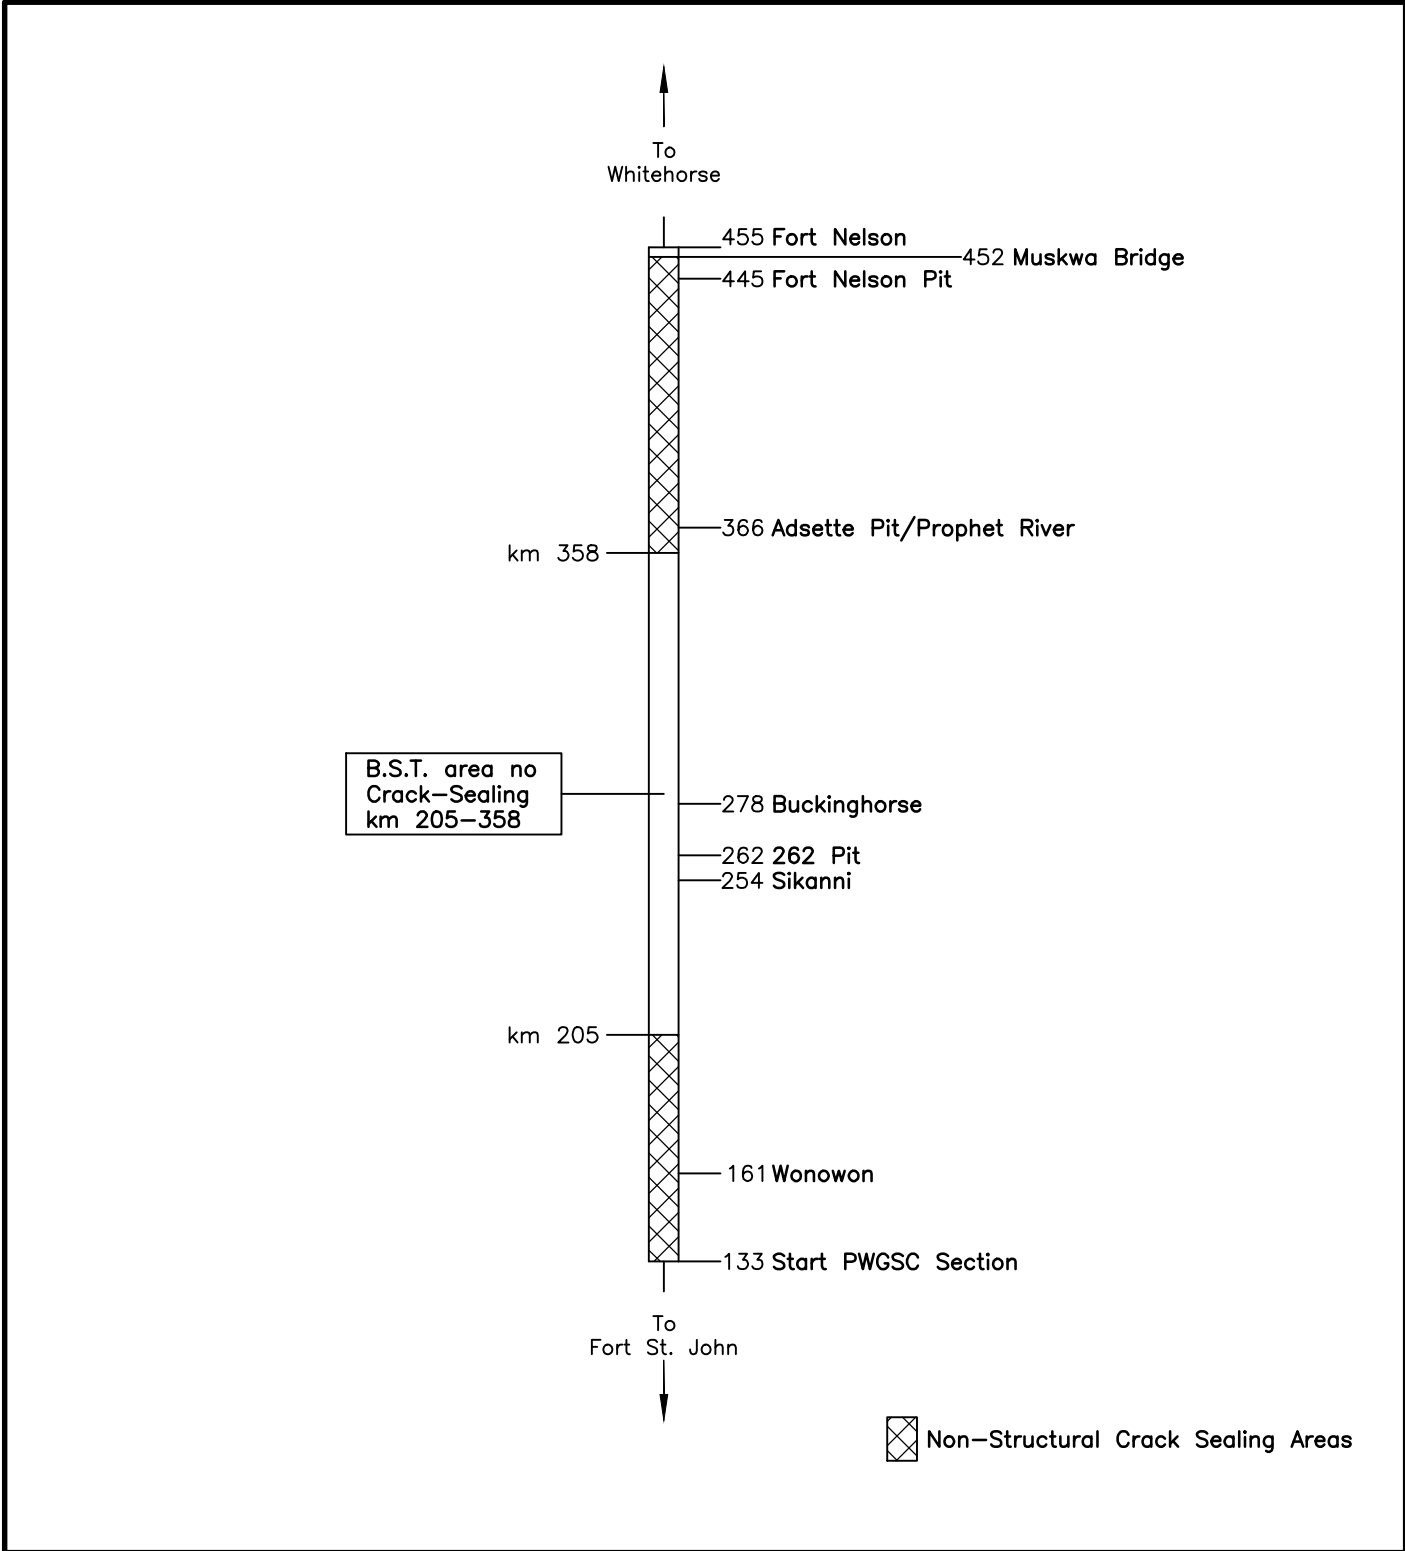 To
Whitehorse
455 Fort Nelson
452 Muskwa Bridge
445 Fort Nelson Pit
366 Adsette Pit/Prophet River
km 358
B.S.T. area no
Crack-Sealing
km 205-358
278 Buckinghorse
262 262 Pit
254 Sikanni
km 205
161 Wonowon
133 Start PWGSC Section
To
Fort St. John
Non-Structural Crack Sealing Areas